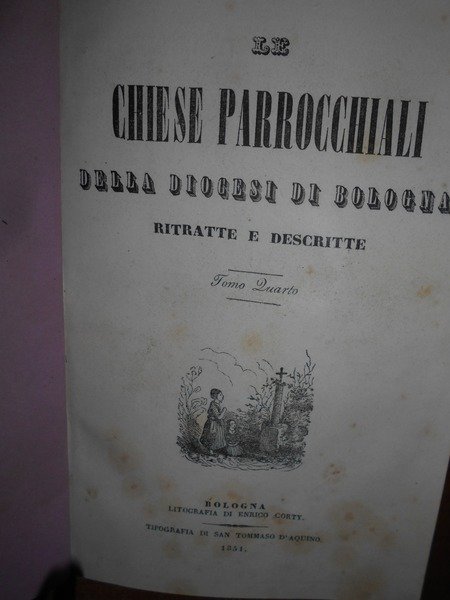 LE
CHIESE PARROCCHIALI
DELLA DIOCESI DI BOLOGNA
RITRATTE E DESCRITTE
Tomo Quarto
BOLOGNA
LITOGRAFIA DI ENRICO CORTY.
TIPOGRAFIA DI SAN TOMMASO D'AQUINO.
1851.